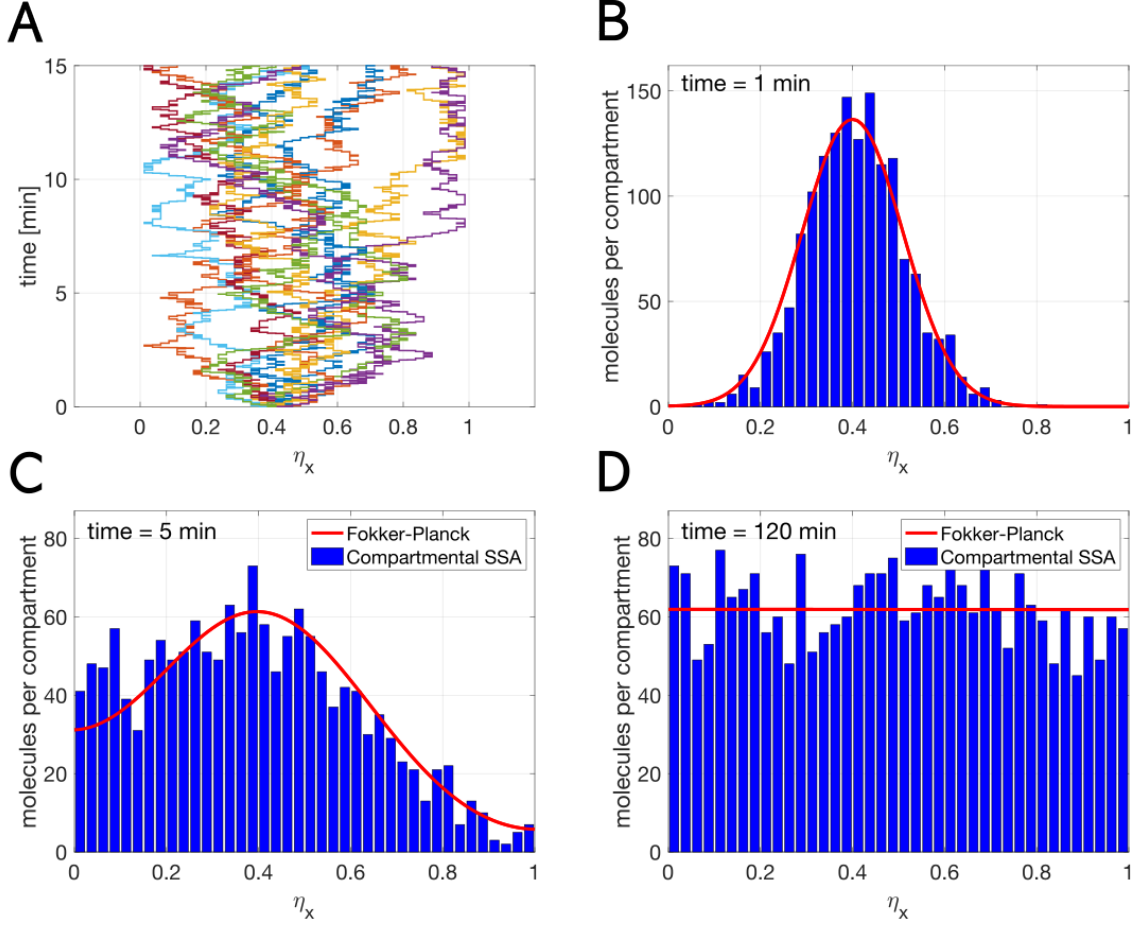 A
time [min]
15
10
5
0
0 0.2 0.4 0.6 0.8 1
ηx
B
time = 1 min
molecules per compartment
150
100
50
0
0 0.2 0.4 0.6 0.8 1
ηx
C
time = 5 min
Fokker-Planck
Compartmental SSA
molecules per compartment
80
60
40
20
0
0 0.2 0.4 0.6 0.8 1
ηx
D
time = 120 min
Fokker-Planck
Compartmental SSA
molecules per compartment
80
60
40
20
0
0 0.2 0.4 0.6 0.8 1
ηx